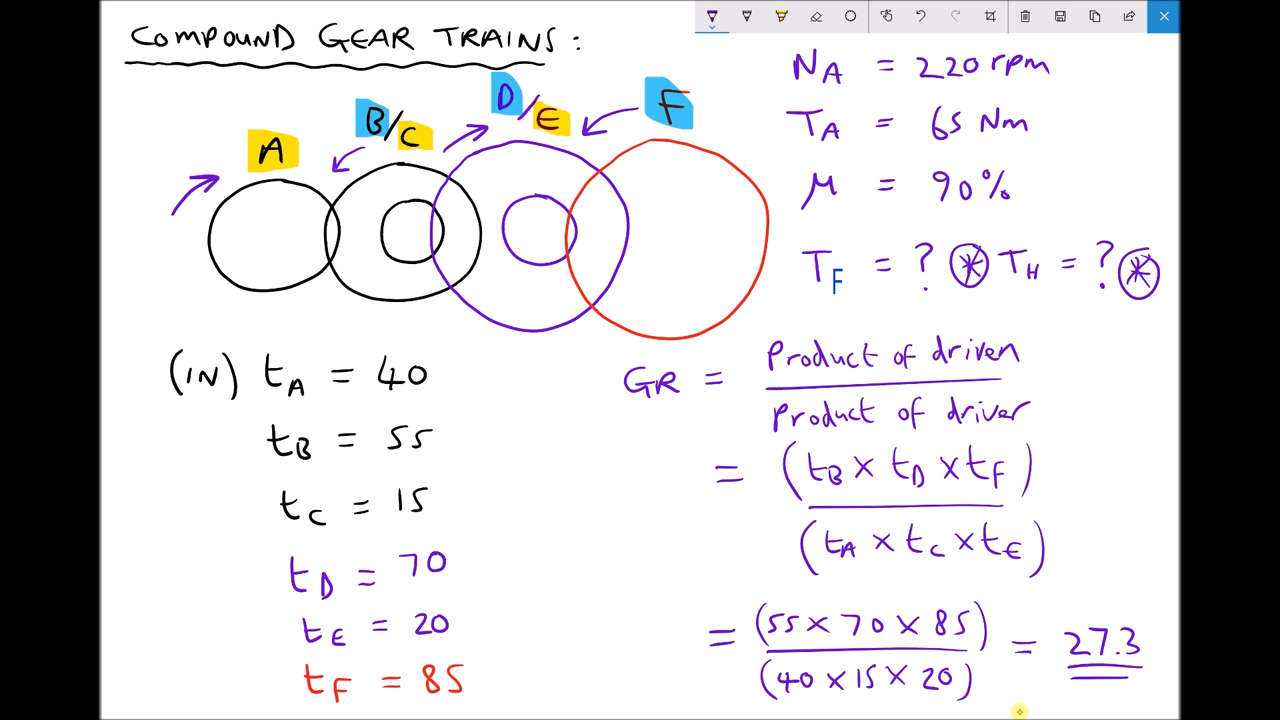 COMPOUND GEAR TRAINS:
A
B/C
D/E
F
(IN) tA = 40
tB = 55
tC = 15
tD = 70
tE = 20
tF = 85
NA = 220 rpm
TA = 65 Nm
μ = 90%
TF = ? * TH = ? *
GR = Product of driven
Product of driver
= (tB × tD × tF)
(tA × tC × tE)
= (55 × 70 × 85) = 27.3
(40 × 15 × 20)